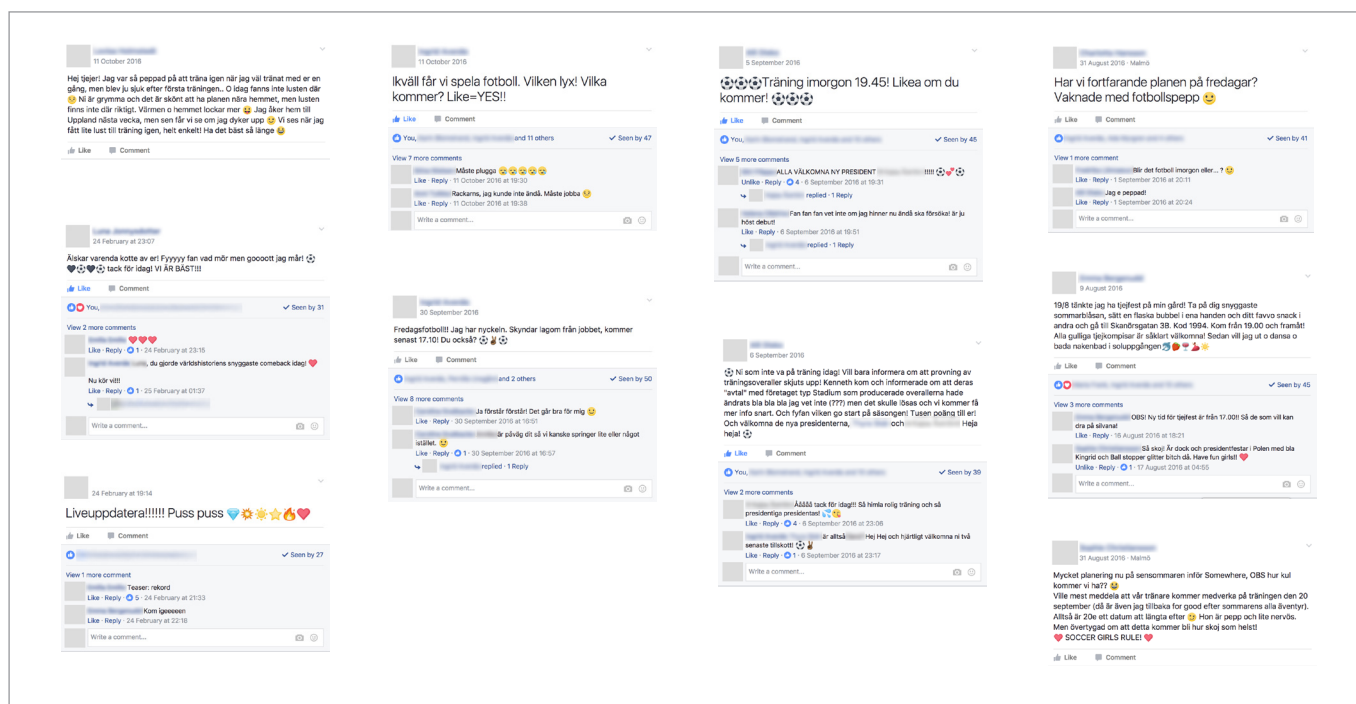 11 October 2016
Hej tjejer! Jag var så peppad på att träna igen när jag väl tränat med er en
gång, men blev ju sjuk efter första träningen.. O idag fanns inte lusten där
😕 Ni är grymma och det är skönt att ha planen nära hemmet, men lusten
finns inte där riktigt. Värmen o hemmet lockar mer 😀 Jag åker hem till
Uppland nästa vecka, men sen får vi se om jag dyker upp 😀 Vi ses när jag
fått lite lust till träning igen, helt enkelt! Ha det bäst så länge 😂
Like Comment
24 February at 23:07
Älskar varenda kotte av er! Fyyyyy fan vad mör men goooott jag mår! ⚽
🖤⚽🖤⚽ tack för idag! VI ÄR BÄST!!!
Like Comment
You,
Seen by 31
View 2 more comments
❤️❤️❤️
Like · Reply · 1 · 24 February at 23:15
, du gjorde världshistoriens snyggaste comeback idag! ❤️
Nu kör vi!!!
Like · Reply · 1 · 25 February at 01:37
Write a comment...
24 February at 19:14
Liveuppdatera!!!!!! Puss puss 💎💥☀️⭐🔥❤️
Like Comment
Seen by 27
View 1 more comment
Teaser: rekord
Like · Reply · 5 · 24 February at 21:33
Kom igeeeeen
Like · Reply · 24 February at 22:18
Write a comment...
11 October 2016
Ikväll får vi spela fotboll. Vilken lyx! Vilka
kommer? Like=YES!!
Like Comment
You, and 11 others
Seen by 47
View 7 more comments
Måste plugga 😪😪😪😪😪
Like · Reply · 11 October 2016 at 19:30
Rackarns, jag kunde inte ändå. Måste jobba 😕
Like · Reply · 11 October 2016 at 19:38
Write a comment...
30 September 2016
Fredagsfotboll!! Jag har nyckeln. Skyndar lagom från jobbet, kommer
senast 17.10! Du också? ⚽✌️⚽
Like Comment
and 2 others
Seen by 50
View 8 more comments
Ja förstår förstår! Det går bra för mig 🙂
Like · Reply · 30 September 2016 at 16:51
är påväg dit så vi kanske springer lite eller något
istället. 🙂
Like · Reply · 1 · 30 September 2016 at 16:57
replied · 1 Reply
Write a comment...
5 September 2016
⚽⚽⚽Träning imorgon 19.45! Likea om du
kommer! ⚽⚽⚽
Like Comment
You,
Seen by 45
View 5 more comments
ALLA VÄLKOMNA NY PRESIDENT !!!!! ⚽💕⚽
Unlike · Reply · 4 · 6 September 2016 at 19:31
replied · 1 Reply
Fan fan fan vet inte om jag hinner nu ändå ska försöka! är ju
höst debut!
Like · Reply · 6 September 2016 at 19:51
replied · 1 Reply
Write a comment...
6 September 2016
⚽ Ni som inte va på träning idag! Vill bara informera om att provning av
träningsoveraller skjuts upp! Kenneth kom och informerade om att deras
"avtal" med företaget typ Stadium som producerade overallerna hade
ändrats bla bla bla jag vet inte (???) men det skulle lösas och vi kommer få
mer info snart. Och fyfan vilken go start på säsongen! Tusen poäng till er!
Och välkomna de nya presidenterna, och Heja
heja! ⚽
Like Comment
You,
Seen by 39
View 2 more comments
Ååååå tack för idag!!! Så himla rolig träning och så
presidentiga presidentas! 💦😘
Like · Reply · 4 · 6 September 2016 at 23:06
är alltså Hej Hej och hjärtligt välkomna ni två
senaste tillskott! ⚽✌️
Like · Reply · 1 · 6 September 2016 at 23:17
Write a comment...
31 August 2016 · Malmö
Har vi fortfarande planen på fredagar?
Vaknade med fotbollspepp 🙂
Like Comment
Seen by 41
View 1 more comment
Blir det fotboll imorgon eller... ? 🙂
Like · Reply · 1 September 2016 at 20:11
Jag e peppad!
Like · Reply · 1 September 2016 at 20:24
Write a comment...
9 August 2016
19/8 tänkte jag ha tjejfest på min gård! Ta på dig snyggaste
sommarblåsan, sätt en flaska bubbel i ena handen och ditt favvo snack i
andra och gå till Skanörsgatan 3B. Kod 1994. Kom från 19.00 och framåt!
Alla gulliga tjejkompisar är såklart välkomna! Sedan vill jag ut o dansa o
bada nakenbad i soluppgången🐬🍓🍷💃☀️
Like Comment
Seen by 45
View 3 more comments
OBS! Ny tid för tjejfest är från 17.00!! Så de som vill kan
dra på silvana!
Like · Reply · 16 August 2016 at 18:21
Så skoj! Är dock och presidentfestar i Polen med bla
Kingrid och Ball stopper glitter bitch då. Have fun girls!! ❤️
Unlike · Reply · 1 · 17 August 2016 at 04:55
Write a comment...
31 August 2016 · Malmö
Mycket planering nu på sensommaren inför Somewhere, OBS hur kul
kommer vi ha?? 😂
Ville mest meddela att vår tränare kommer medverka på träningen den 20
september (då är även jag tillbaka for good efter sommarens alla äventyr).
Alltså är 20e ett datum att längta efter 🙂 Hon är pepp och lite nervös.
Men övertygad om att detta kommer bli hur skoj som helst!
❤️ SOCCER GIRLS RULE! ❤️
Like Comment